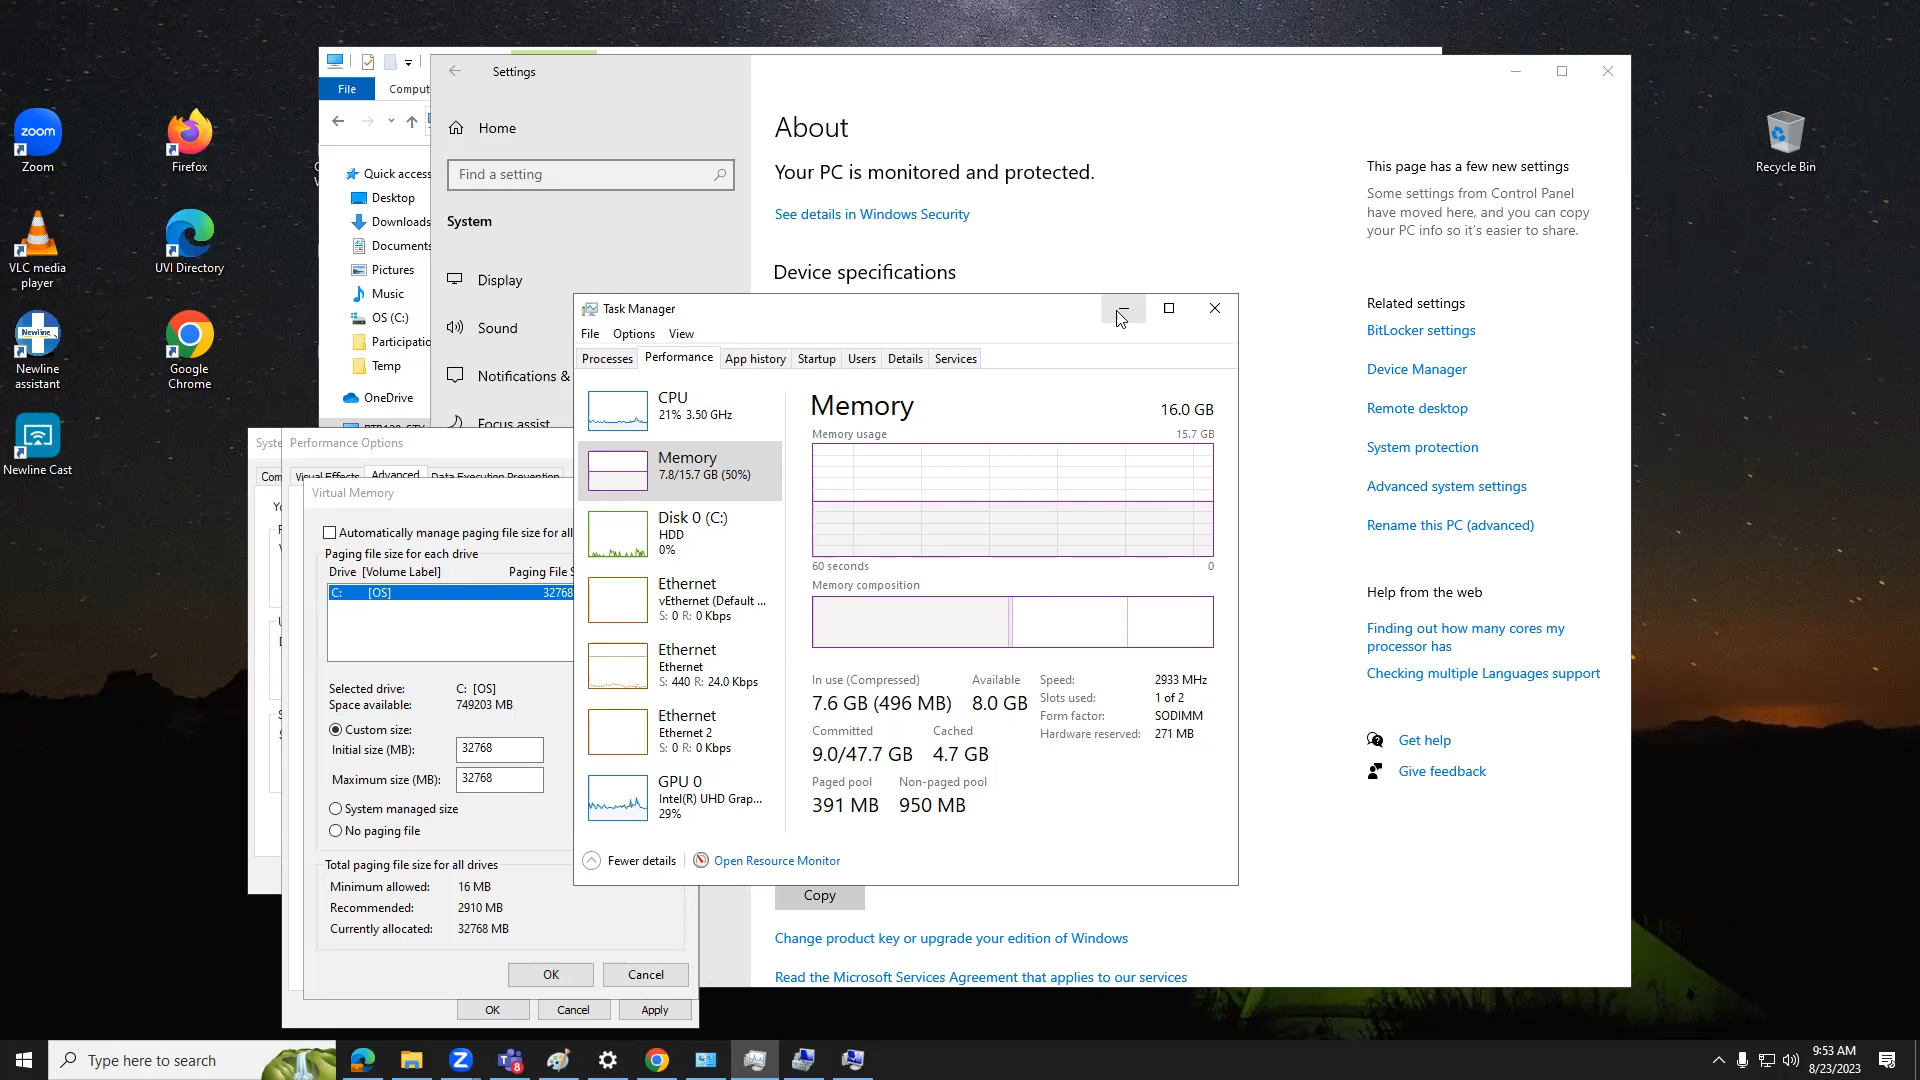 zoom
Zoom
Firefox
VLC media
player
UVI Directory
Newline
Newline
assistant
Google
Chrome
Newline Cast
Recycle Bin
File
Comput
Quick access
Desktop
Downloads
Documents
Pictures
Music
OS (C:)
Participatio
Temp
OneDrive
Settings
Home
Find a setting
System
Display
Sound
Notifications &
Focus assist
About
Your PC is monitored and protected.
See details in Windows Security
Device specifications
Copy
Change product key or upgrade your edition of Windows
Read the Microsoft Services Agreement that applies to our services
This page has a few new settings
Some settings from Control Panel
have moved here, and you can copy
your PC info so it's easier to share.
Related settings
BitLocker settings
Device Manager
Remote desktop
System protection
Advanced system settings
Rename this PC (advanced)
Help from the web
Finding out how many cores my
processor has
Checking multiple Languages support
Get help
Give feedback
Task Manager
File Options View
Processes Performance App history Startup Users Details Services
CPU
21% 3.50 GHz
Memory
7.8/15.7 GB (50%)
Disk 0 (C:)
HDD
0%
Ethernet
vEthernet (Default ...
S: 0 R: 0 Kbps
Ethernet
Ethernet
S: 440 R: 24.0 Kbps
Ethernet
Ethernet 2
S: 0 R: 0 Kbps
GPU 0
Intel(R) UHD Grap...
29%
Memory 16.0 GB
Memory usage 15.7 GB
60 seconds 0
Memory composition
In use (Compressed) Available
7.6 GB (496 MB) 8.0 GB
Committed Cached
9.0/47.7 GB 4.7 GB
Paged pool Non-paged pool
391 MB 950 MB
Speed: 2933 MHz
Slots used: 1 of 2
Form factor: SODIMM
Hardware reserved: 271 MB
Fewer details
Open Resource Monitor
Syste
Com
Performance Options
Visual Effects Advanced Data Execution Prevention
Virtual Memory
Automatically manage paging file size for all
Paging file size for each drive
Drive [Volume Label] Paging File S
C: [OS] 32768
Selected drive: C: [OS]
Space available: 749203 MB
Custom size:
Initial size (MB): 32768
Maximum size (MB): 32768
System managed size
No paging file
Total paging file size for all drives
Minimum allowed: 16 MB
Recommended: 2910 MB
Currently allocated: 32768 MB
OK Cancel
OK Cancel Apply
Type here to search
8
9:53 AM
8/23/2023